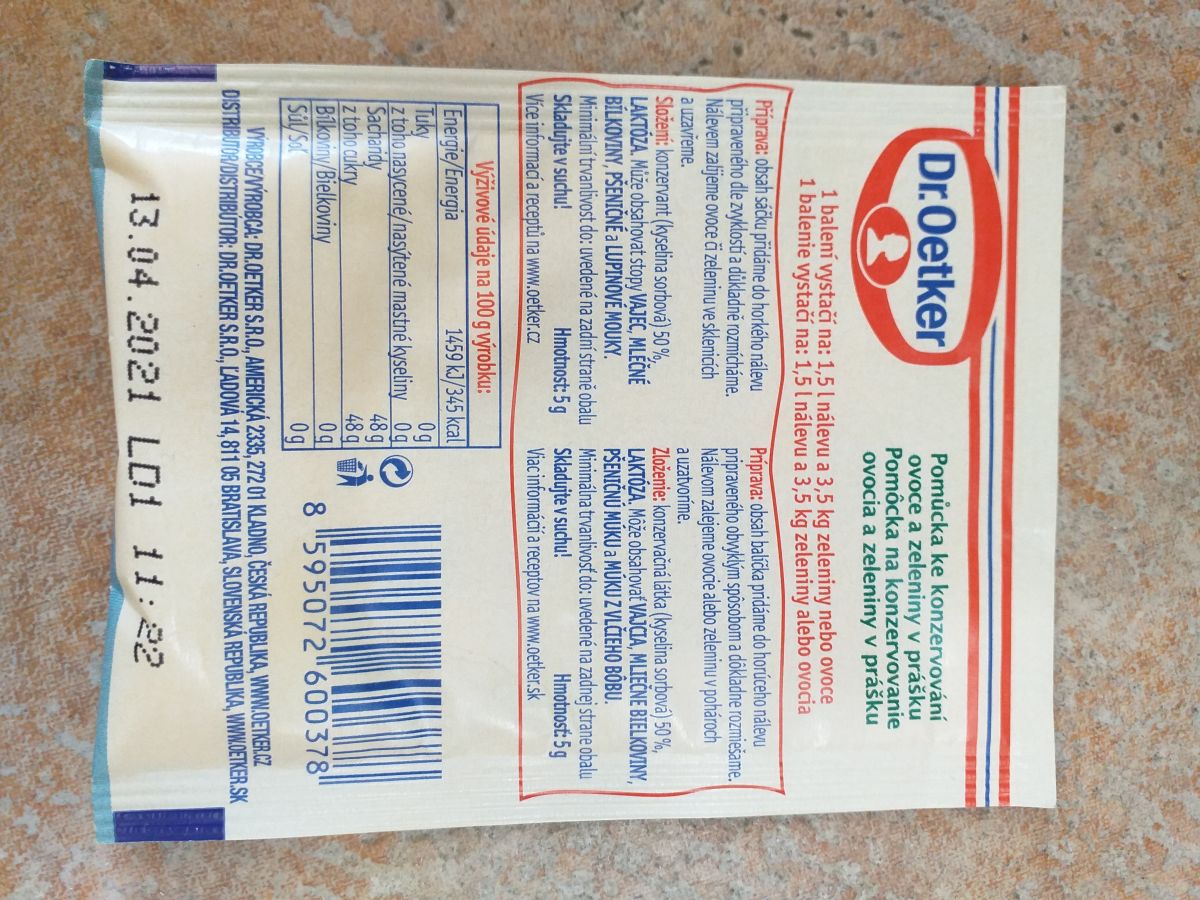 Dr.Oetker
Pomůcka ke konzervování
ovoce a zeleniny v prášku
Pomôcka na konzervovanie
ovocia a zeleniny v prášku
1 balení vystačí na: 1,5 l nálevu a 3,5 kg zeleniny nebo ovoce
1 balenie vystačí na: 1,5 l nálevu a 3,5 kg zeleniny alebo ovocia
Příprava: obsah sáčku přidáme do horkého nálevu
připraveného dle zvyklostí a důkladně rozmícháme.
Nálevem zalijeme ovoce či zeleninu ve sklenicích
a uzavřeme.
Složení: konzervant (kyselina sorbová) 50 %,
LAKTÓZA. Může obsahovat stopy VAJEC, MLÉČNÉ
BÍLKOVINY, PŠENIČNÉ a LUPINOVÉ MOUKY.
Minimální trvanlivost do: uvedené na zadní straně obalu
Skladujte v suchu! Hmotnost: 5 g
Více informací a receptů na www.oetker.cz
Príprava: obsah balíčka pridáme do horúceho nálevu
pripraveného obvyklým spôsobom a dôkladne rozmiešame.
Nálevom zalejeme ovocie alebo zeleninu v pohároch
a uzatvoríme.
Zloženie: konzervačná látka (kyselina sorbová) 50 %,
LAKTÓZA. Môže obsahovať VAJCIA, MLIEČNE BIELKOVINY,
PŠENIČNÚ MÚKU a MÚKU Z VLČIEHO BÔBU.
Minimálna trvanlivosť do: uvedené na zadnej strane obalu
Skladujte v suchu! Hmotnosť: 5 g
Viac informácií a receptov na www.oetker.sk
Výživové údaje na 100 g výrobku:
Energie/Energia 1459 kJ/345 kcal
Tuky 0 g
z toho nasycené/nasýtené mastné kyseliny 0 g
Sacharidy 48 g
z toho cukry 48 g
Bílkoviny/Bielkoviny 0 g
Sůl/Soľ 0 g
8 595072 600378
VÝROBCE/VÝROBCA: DR. OETKER S.R.O., AMERICKÁ 2335, 272 01 KLADNO, ČESKÁ REPUBLIKA, WWW.OETKER.CZ
DISTRIBUTOR/DISTRIBÚTOR: DR. OETKER S.R.O., ĽADOVÁ 14, 811 05 BRATISLAVA, SLOVENSKÁ REPUBLIKA, WWW.OETKER.SK
13.04.2021 L01 11:22